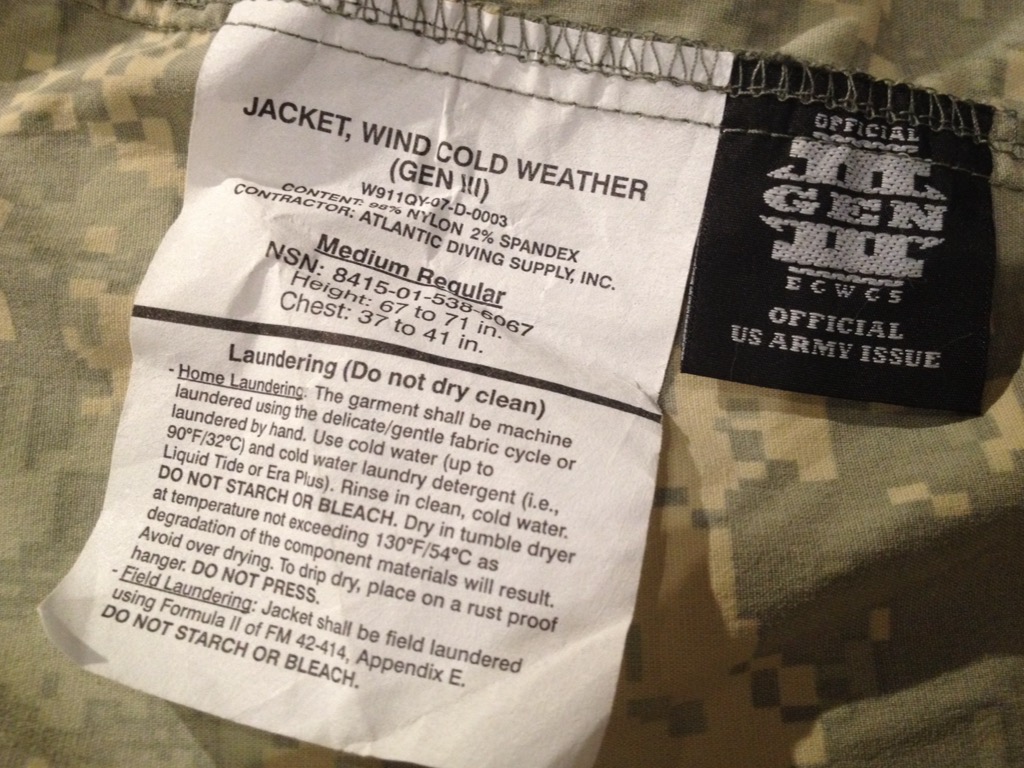 JACKET, WIND COLD WEATHER
(GEN III)
W911QY-07-D-0003
CONTENT: 98% NYLON 2% SPANDEX
CONTRACTOR: ATLANTIC DIVING SUPPLY, INC.
Medium Regular
NSN: 8415-01-538-6067
Height: 67 to 71 in.
Chest: 37 to 41 in.
Laundering (Do not dry clean)
- Home Laundering: The garment shall be machine
laundered using the delicate/gentle fabric cycle or
laundered by hand. Use cold water (up to
90°F/32°C) and cold water laundry detergent (i.e.,
Liquid Tide or Era Plus). Rinse in clean, cold water.
DO NOT STARCH OR BLEACH. Dry in tumble dryer
at temperature not exceeding 130°F/54°C as
degradation of the component materials will result.
Avoid over drying. To drip dry, place on a rust proof
hanger. DO NOT PRESS.
- Field Laundering: Jacket shall be field laundered
using Formula II of FM 42-414, Appendix E.
DO NOT STARCH OR BLEACH.
OFFICIAL
III
GEN
III
ECWCS
OFFICIAL
US ARMY ISSUE